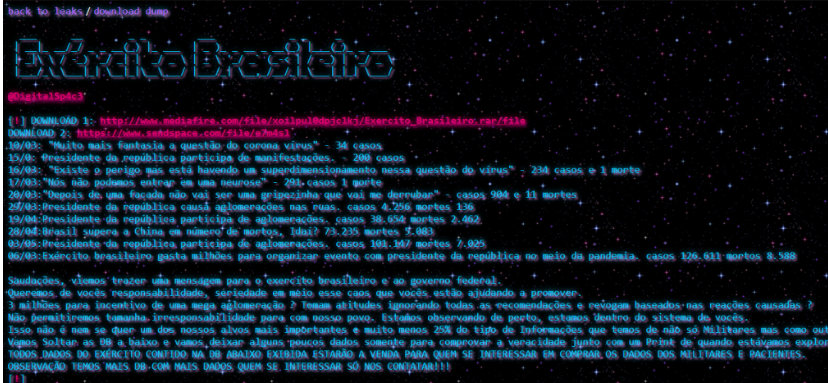 back to leaks / download dump
Exército Brasileiro
@Digital5p4c3
[!] DOWNLOAD 1: http://www.mediafire.com/file/xoilpul0dpjclkj/Exercito_Brasileiro.rar/file
DOWNLOAD 2: https://www.sendspace.com/file/e7m4sl
10/03: "Muito mais fantasia a questão do corona vírus" - 34 casos
15/0: Presidente da república participa de manifestações. - 200 casos
16/03: "Existe o perigo mas está havendo um superdimensionamento nessa questão do vírus" - 234 casos e 1 morte
17/03:"Nós não podemos entrar em uma neurose" - 291 casos 1 morte
20/03:"Depois de uma facada não vai ser uma gripezinha que vai me derrubar" - casos 904 e 11 mortes
29/03:Presidente da república causa aglomerações nas ruas. casos 4.256 mortes 136
19/04:Presidente da república participa de aglomerações. casos 38.654 mortes 2.462
28/04:Brasil supera a China em número de mortos, Idai? 73.235 mortes 5.083
03/05:Presidente da república participa de aglomerações. casos 101.147 mortes 7.025
06/03:Exército brasileiro gasta milhões para organizar evento com presidente da república no meio da pandemia. casos 126.611 mortos 8.588
Saudações, viemos trazer uma mensagem para o exercito brasileiro e ao governo federal.
Queremos de vocês responsabilidade, seriedade em meio esse caos que vocês estão ajudando a promover.
3 milhões para incentivo de uma mega aglomeração ? Tomam atitudes ignorando todas as recomendações e revogam baseados nas reações causadas ?
Não permitiremos tamanha irresponsabilidade para com nosso povo. Estamos observando de perto, estamos dentro do sistema de vocês.
Isso não é nem se quer um dos nossos alvos mais importantes e muito menos 25% do tipo de Informações que temos de não só Militares mas como out
Vamos Soltar as DB a baixo e vamos deixar alguns poucos dados somente para comprovar a veracidade junto com um Print de quando estávamos explor
TODOS DADOS DO EXÉRCITO CONTIDO NA DB ABAIXO EXIBIDA ESTARÃO A VENDA PARA QUEM SE INTERESSAR EM COMPRAR OS DADOS DOS MILITARES E PACIENTES.
OBSERVAÇÃO TEMOS MAIS DB COM MAIS DADOS QUEM SE INTERESSAR SÓ NOS CONTATAR!!!
[!]